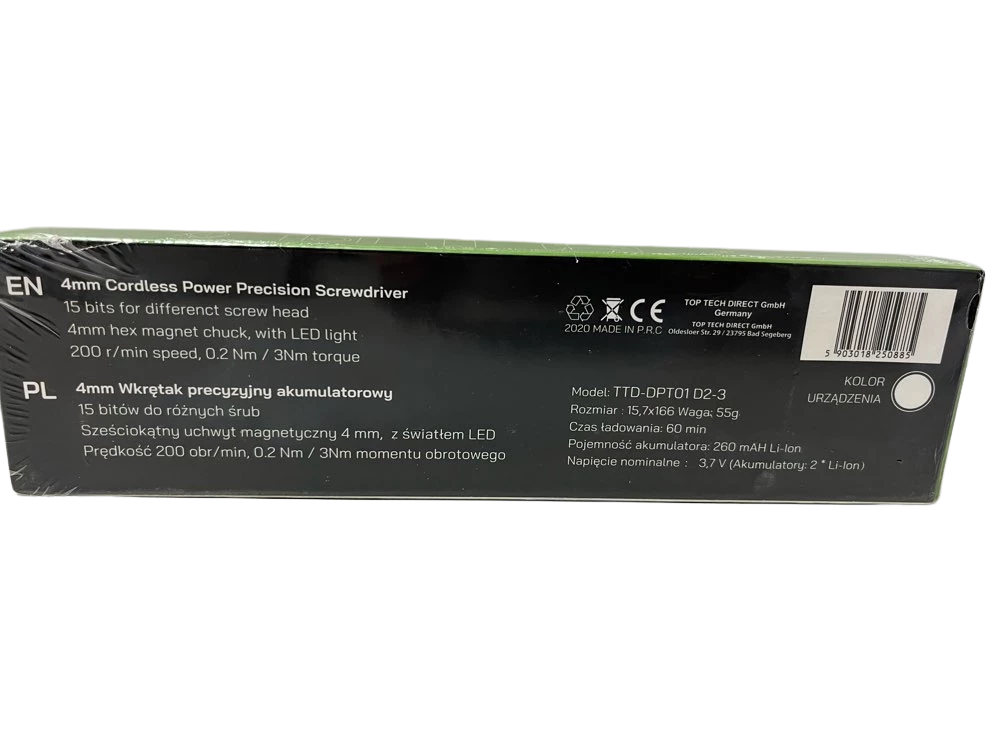 EN 4mm Cordless Power Precision Screwdriver
15 bits for differenct screw head
4mm hex magnet chuck, with LED light
200 r/min speed, 0.2 Nm / 3Nm torque
PL 4mm Wkrętak precyzyjny akumulatorowy
15 bitów do różnych śrub
Sześciokątny uchwyt magnetyczny 4 mm, z światłem LED
Prędkość 200 obr/min, 0.2 Nm / 3Nm momentu obrotowego
CE
2020 MADE IN P.R.C
TOP TECH DIRECT GmbH
Germany
TOP TECH DIRECT GmbH
Oldesloer Str. 29 / 23795 Bad Segeberg
5 903018 250885
KOLOR
URZĄDZENIA
Model: TTD-DPT01 D2-3
Rozmiar : 15,7x166 Waga: 55g
Czas ładowania: 60 min
Pojemność akumulatora: 260 mAH Li-Ion
Napięcie nominalne : 3,7 V (Akumulatory: 2 * Li-Ion)